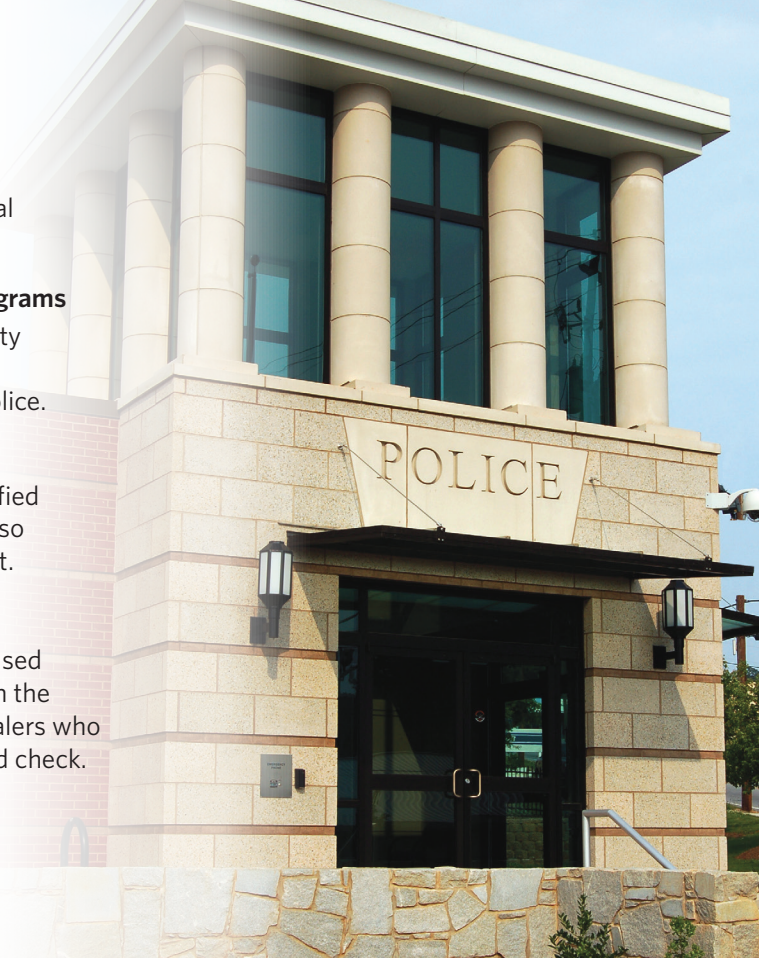 al
grams
ty
lice.
fied
so
t.
sed
n the
alers who
d check.
POLICE